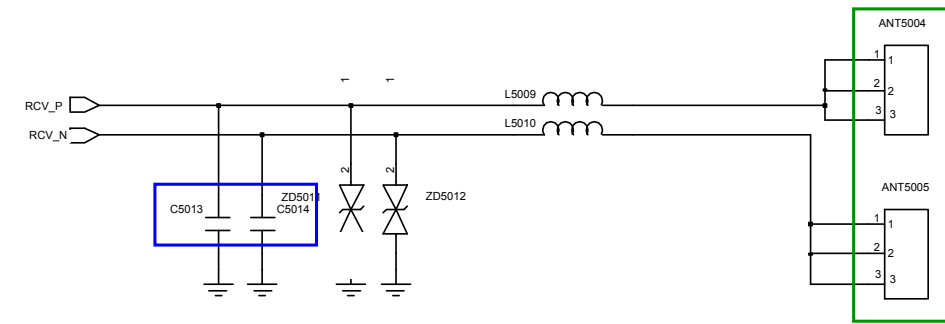 ANT5004
1 1
2 2
3 3
1 1
L5009
RCV_P
L5010
RCV_N
2 2
ANT5005
ZD5011
ZD5012
C5013
C5014
1 1
2 2
3 3